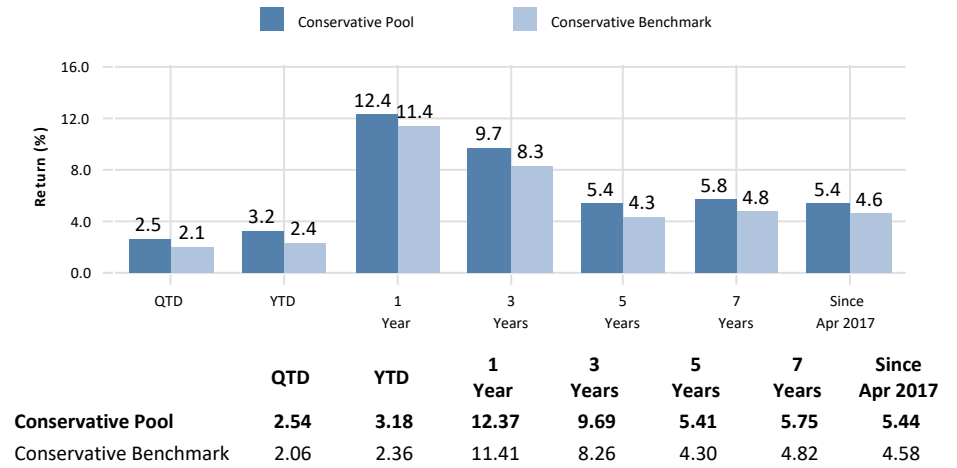 Conservative Pool
Conservative Benchmark
Return (%)
16.0
12.0
8.0
4.0
0.0
2.5
2.1
3.2
2.4
12.4
11.4
9.7
8.3
5.4
4.3
5.8
4.8
5.4
4.6
QTD
YTD
1
Year
3
Years
5
Years
7
Years
Since
Apr 2017
QTD YTD 1 Year 3 Years 5 Years 7 Years Since Apr 2017
Conservative Pool 2.54 3.18 12.37 9.69 5.41 5.75 5.44
Conservative Benchmark 2.06 2.36 11.41 8.26 4.30 4.82 4.58